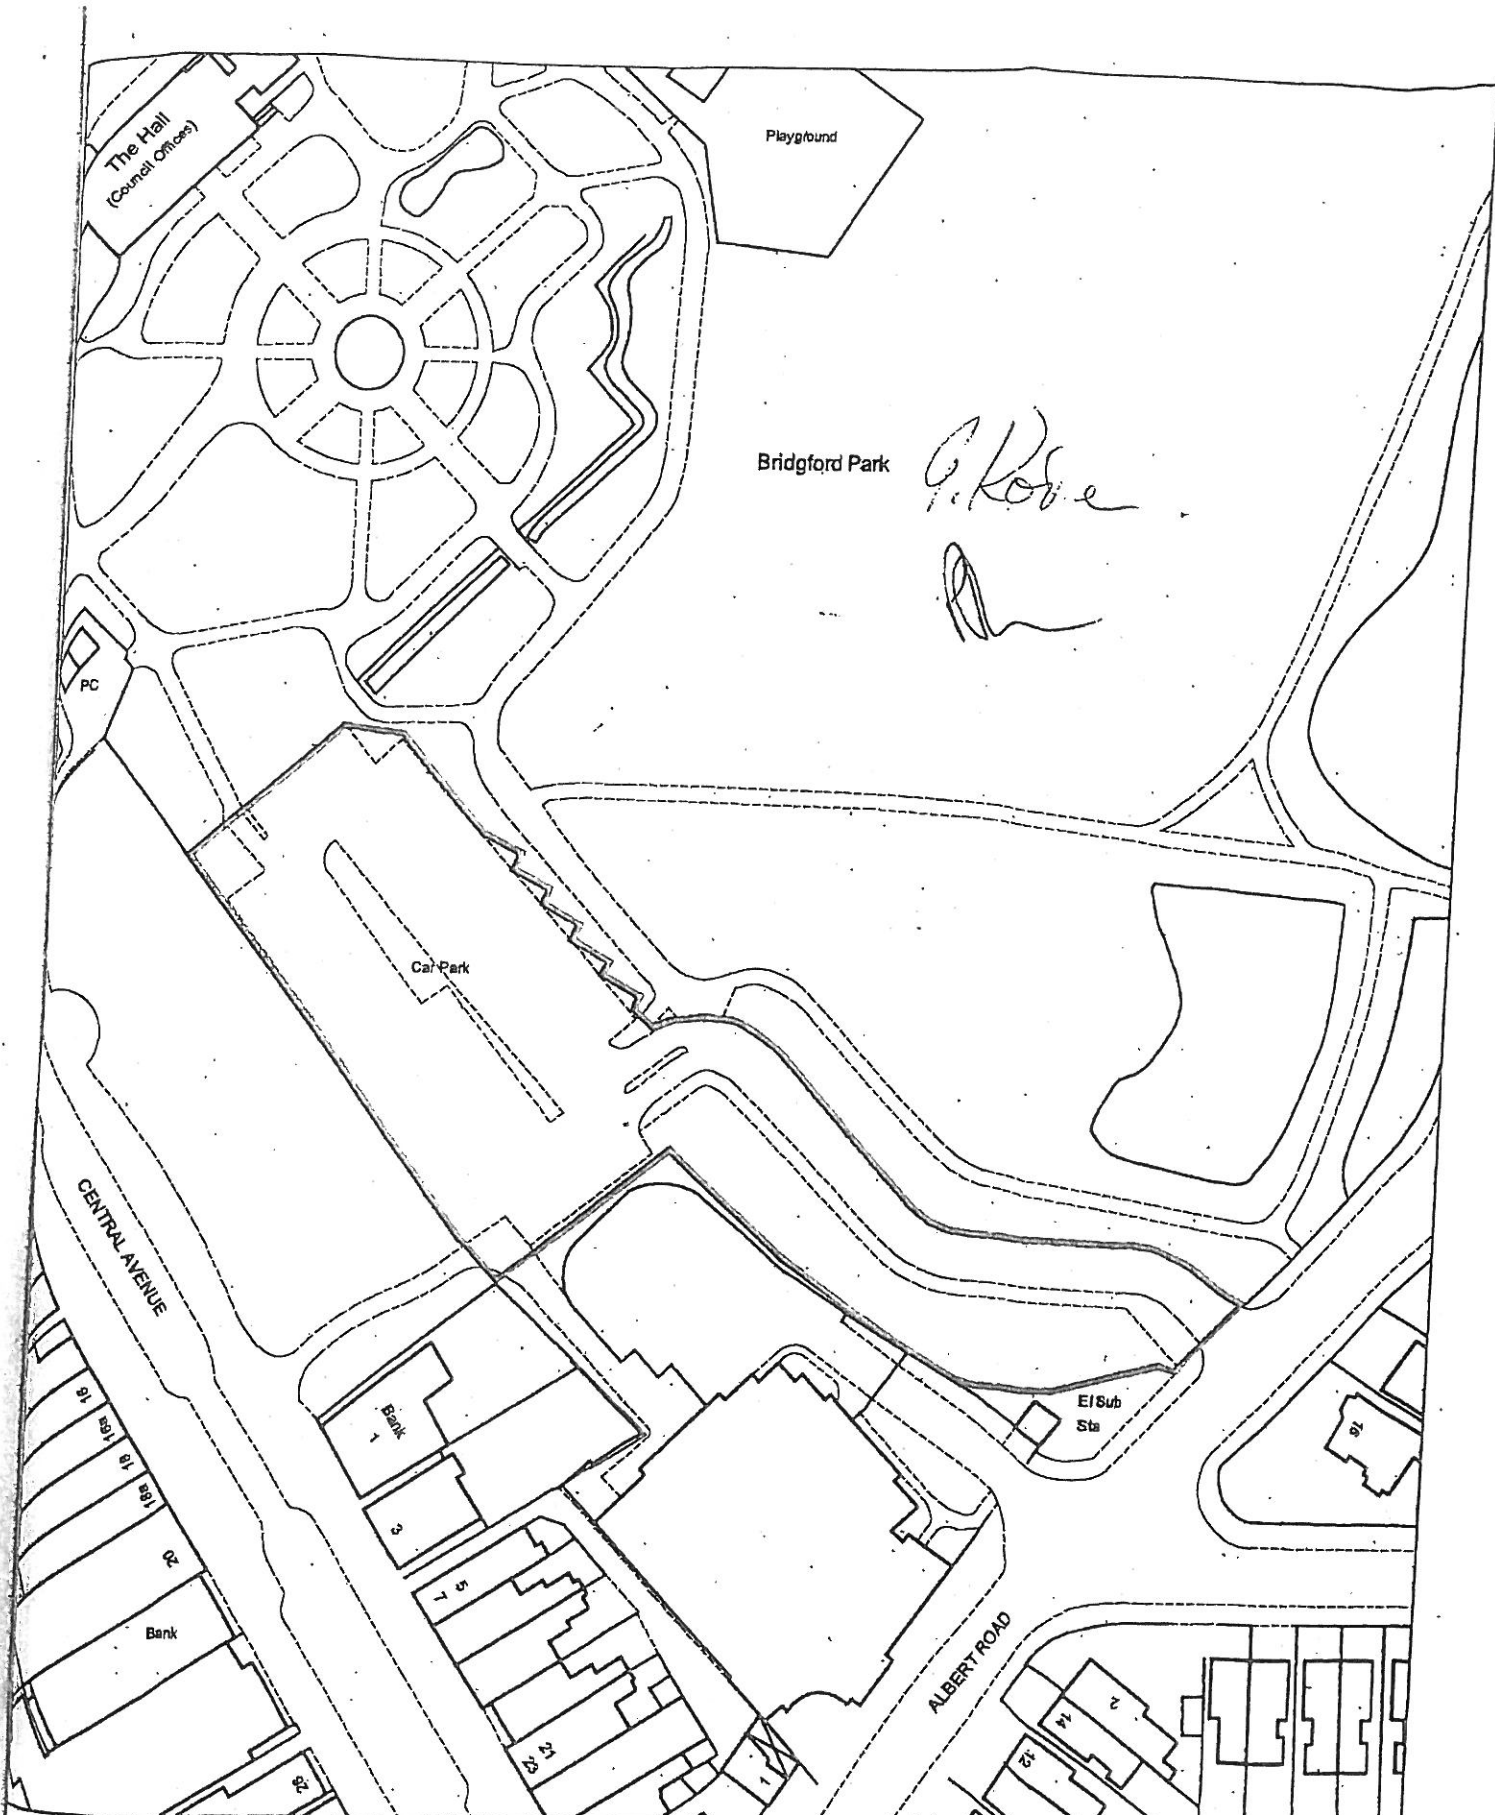 The Hall
(Council Offices)
Playground
Bridgford Park
PC
Car Park
CENTRAL AVENUE
El Sub
Sta
Bank
1
3
5
7
16
16a
18
18a
20
Bank
21
23
26
ALBERT ROAD
16
2
14
12
1